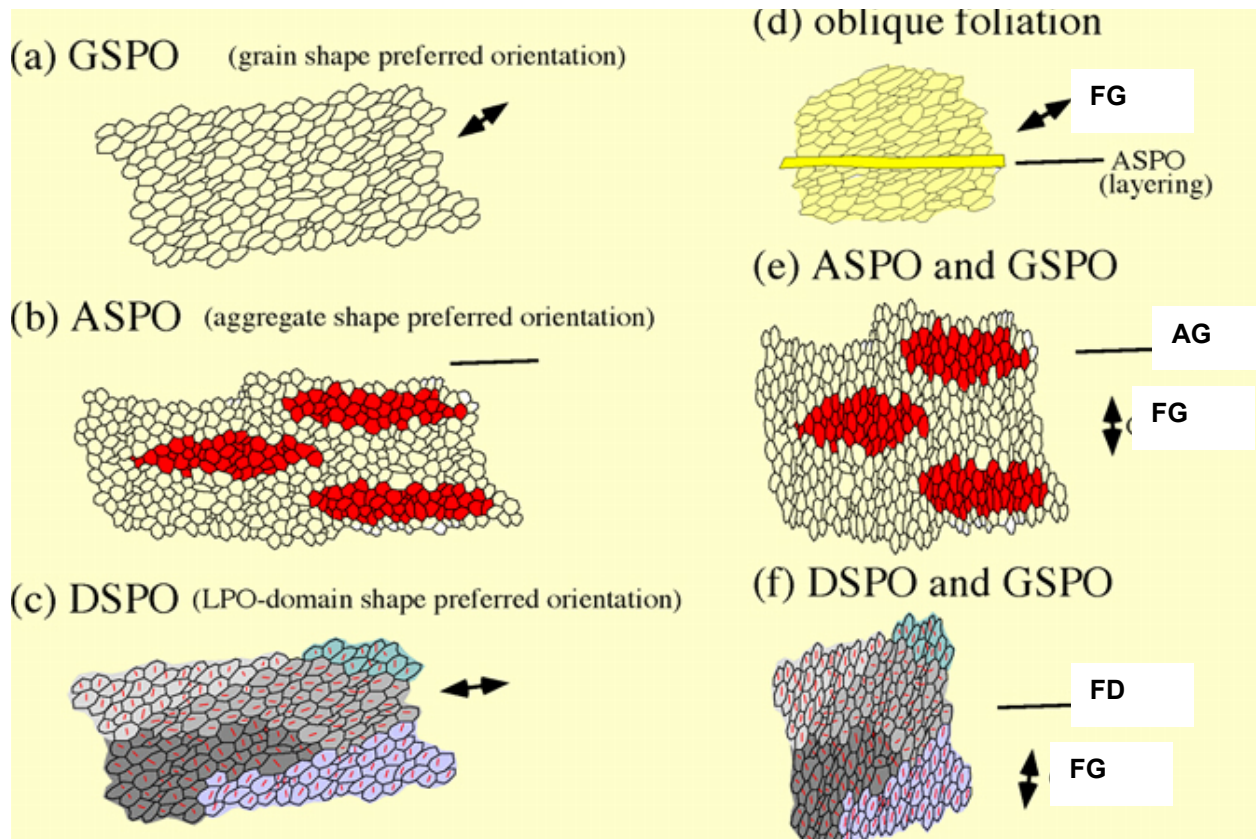 (a) GSPO (grain shape preferred orientation)
(b) ASPO (aggregate shape preferred orientation)
(c) DSPO (LPO-domain shape preferred orientation)
(d) oblique foliation
FG
ASPO
(layering)
(e) ASPO and GSPO
AG
FG
(f) DSPO and GSPO
FD
FG